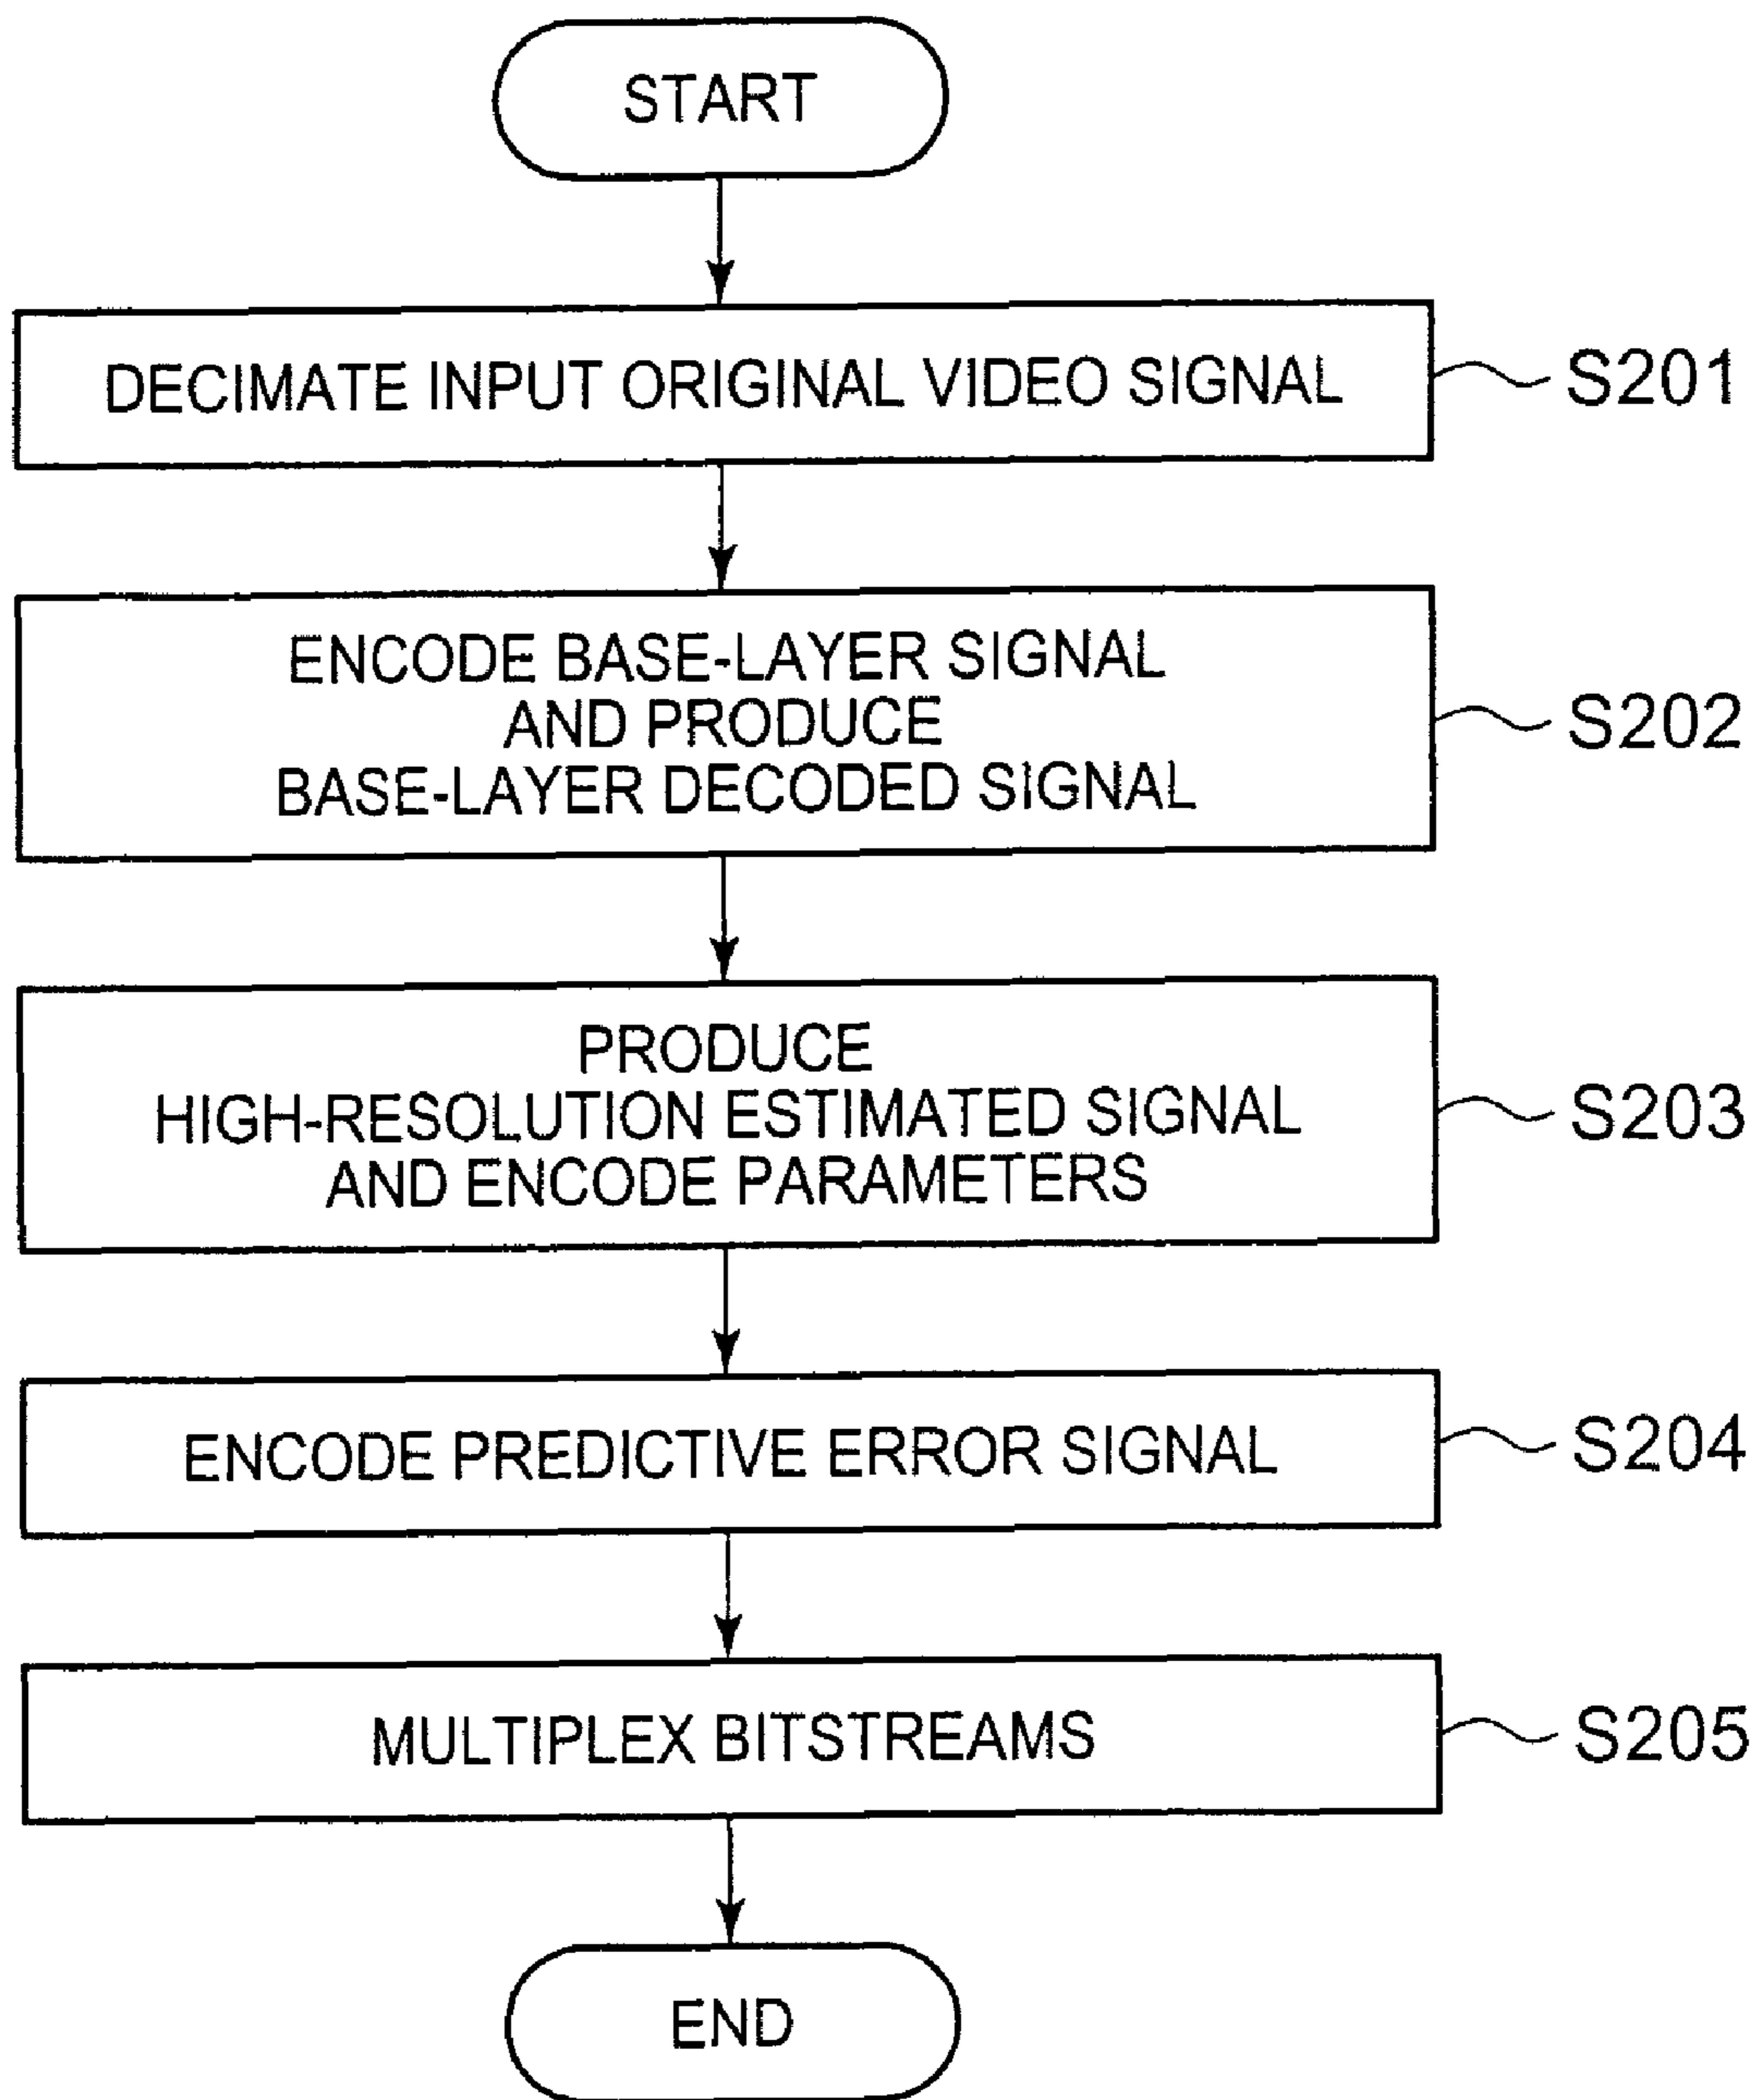 START
DECIMATE INPUT ORIGINAL VIDEO SIGNAL
S201
ENCODE BASE-LAYER SIGNAL
AND PRODUCE
BASE-LAYER DECODED SIGNAL
S202
PRODUCE
HIGH-RESOLUTION ESTIMATED SIGNAL
AND ENCODE PARAMETERS
S203
ENCODE PREDICTIVE ERROR SIGNAL
S204
MULTIPLEX BITSTREAMS
S205
END